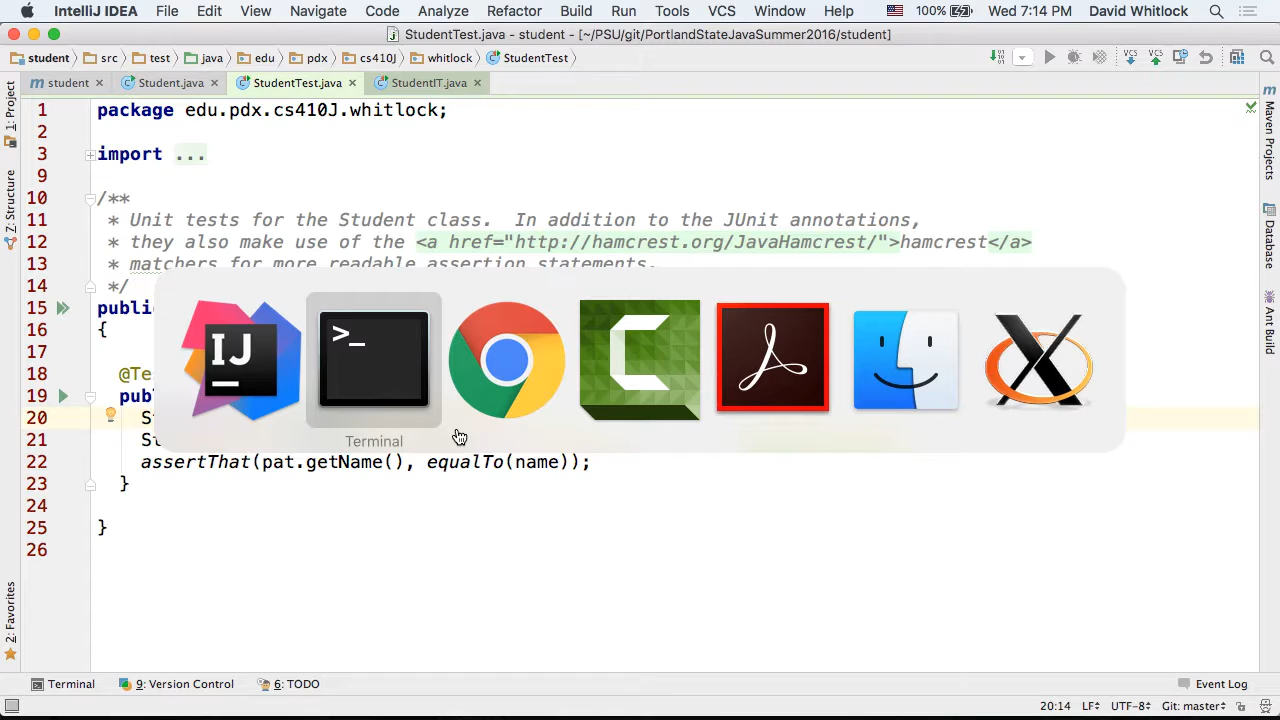 IntelliJ IDEA File Edit View Navigate Code Analyze Refactor Build Run Tools VCS Window Help 100% Wed 7:14 PM David Whitlock
StudentTest.java - student - [~/PSU/git/PortlandStateJavaSummer2016/student]
student src test java edu pdx cs410J whitlock StudentTest
VCS VCS
student Student.java StudentTest.java StudentIT.java
1: Project
Z: Structure
2: Favorites
Maven Projects
Database
Ant Build
1 package edu.pdx.cs410J.whitlock;
2
3 import ...
9
10 /**
11 * Unit tests for the Student class. In addition to the JUnit annotations,
12 * they also make use of the <a href="http://hamcrest.org/JavaHamcrest/">hamcrest</a>
13 * matchers for more readable assertion statements.
14 */
15 public
16 {
17
18 @Te
19 pub
20 S
21 St
22 assertThat(pat.getName(), equalTo(name));
23 }
24
25 }
26
IJ
>_
Terminal
Terminal 9: Version Control 6: TODO Event Log
20:14 LF UTF-8 Git: master